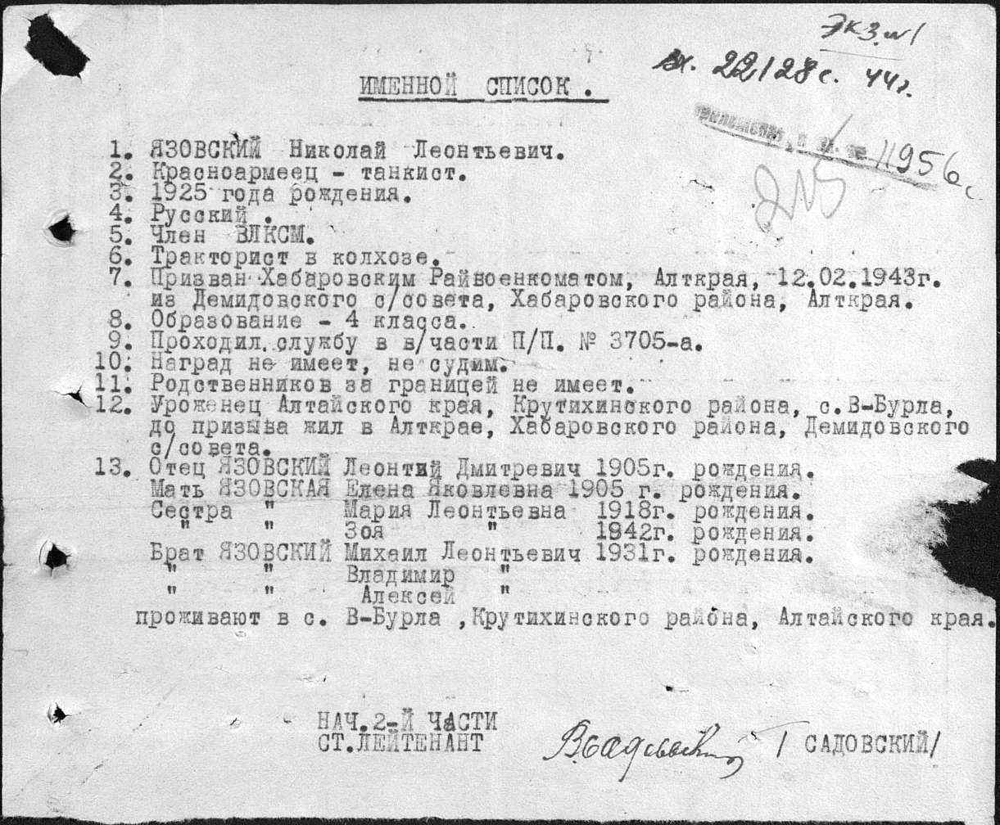 Экз. №1
Вх. 22128с. 44г.
ИМЕННОЙ СПИСОК.
11956с
1. ЯЗОВСКИЙ Николай Леонтьевич.
2. Красноармеец - танкист.
3. 1925 года рождения.
4. Русский .
5. Член ВЛКСМ.
6. Тракторист в колхозе.
7. Призван Хабаровским Райвоенкоматом, Алткрая, 12.02.1943г.
из Демидовского с/совета, Хабаровского района, Алткрая.
8. Образование - 4 класса.
9. Проходил службу в в/части П/П. № 3705-а.
10. Наград не имеет, не судим.
11. Родственников за границей не имеет.
12. Уроженец Алтайского края, Крутихинского района, с.В-Бурла,
до призыва жил в Алткрае, Хабаровского района, Демидовского
с/совета.
13. Отец ЯЗОВСКИЙ Леонтий Дмитревич 1905г. рождения.
Мать ЯЗОВСКАЯ Елена Яковлевна 1905 г. рождения.
Сестра " Мария Леонтьевна 1918г. рождения.
" " Зоя " 1942г. рождения.
Брат ЯЗОВСКИЙ Михаил Леонтьевич 1931г. рождения.
" " Владимир "
" " Алексей "
проживают в с. В-Бурла ,Крутихинского района, Алтайского края.
НАЧ.2-Й ЧАСТИ
СТ.ЛЕЙТЕНАНТ
В.Садовский / САДОВСКИЙ/